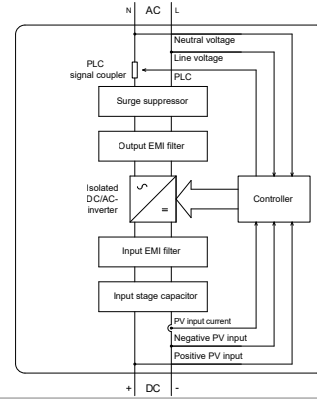 N AC L
Neutral voltage
Line voltage
PLC
signal coupler
PLC
Surge suppressor
Output EMI filter
Isolated
DC/AC-
inverter
Controller
Input EMI filter
Input stage capacitor
PV input current
Negative PV input
Positive PV input
+ DC -